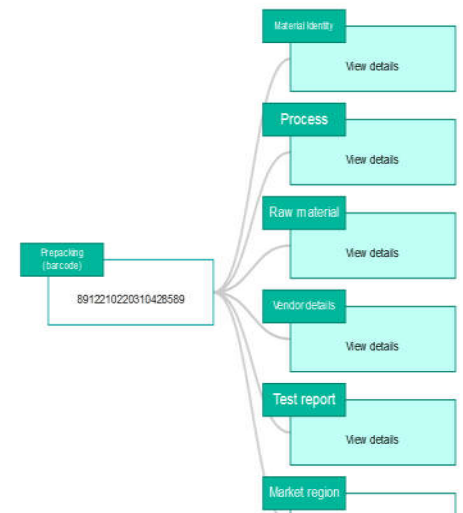 Material Identity
View details
Process
View details
Raw material
View details
Prepacking
(barcode)
8912210220310428589
Vendor details
View details
Test report
View details
Market region